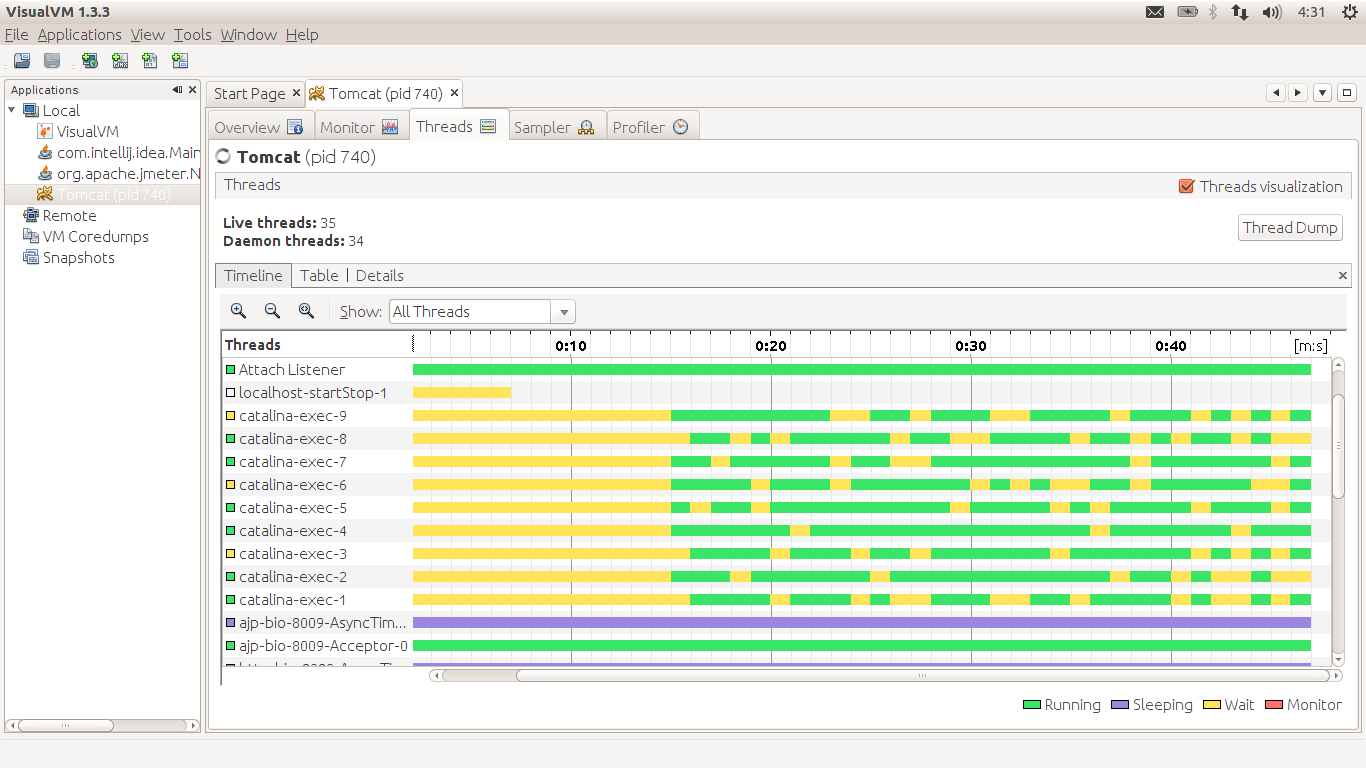 VisualVM 1.3.3
4:31
File Applications View Tools Window Help
Applications
Local
VisualVM
com.intellij.idea.Main
org.apache.jmeter.N
Tomcat (pid 740)
Remote
VM Coredumps
Snapshots
Start Page
Tomcat (pid 740)
Overview Monitor Threads Sampler Profiler
Tomcat (pid 740)
Threads
Threads visualization
Live threads: 35
Daemon threads: 34
Thread Dump
Timeline Table Details
Show: All Threads
Threads 0:10 0:20 0:30 0:40 [m:s]
Attach Listener
localhost-startStop-1
catalina-exec-9
catalina-exec-8
catalina-exec-7
catalina-exec-6
catalina-exec-5
catalina-exec-4
catalina-exec-3
catalina-exec-2
catalina-exec-1
ajp-bio-8009-AsyncTim...
ajp-bio-8009-Acceptor-0
Running Sleeping Wait Monitor